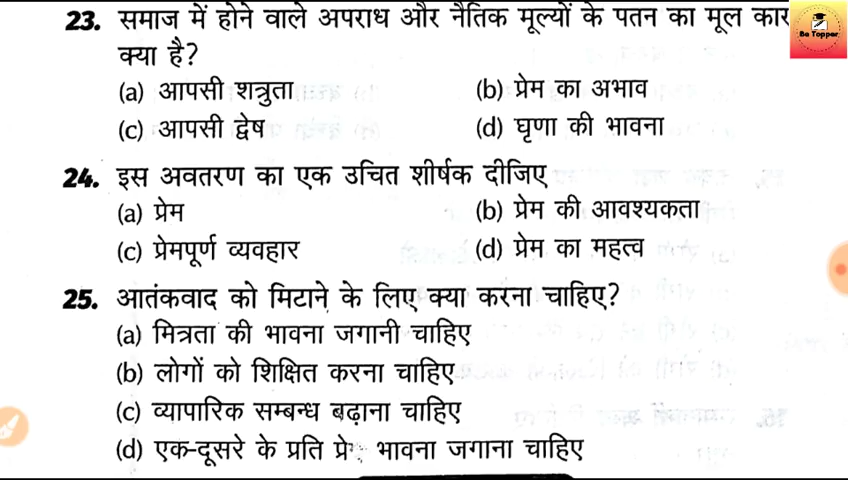 23. समाज में होने वाले अपराध और नैतिक मूल्यों के पतन का मूल कार
Be Topper
क्या है?
(a) आपसी शत्रुता (b) प्रेम का अभाव
(c) आपसी द्वेष (d) घृणा की भावना
24. इस अवतरण का एक उचित शीर्षक दीजिए
(a) प्रेम (b) प्रेम की आवश्यकता
(c) प्रेमपूर्ण व्यवहार (d) प्रेम का महत्व
25. आतंकवाद को मिटाने के लिए क्या करना चाहिए?
(a) मित्रता की भावना जगानी चाहिए
(b) लोगों को शिक्षित करना चाहिए
(c) व्यापारिक सम्बन्ध बढ़ाना चाहिए
(d) एक-दूसरे के प्रति प्रे भावना जगाना चाहिए